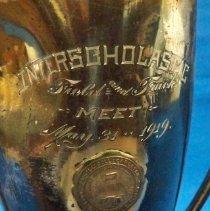 INTERSCHOLASTIC
Field and Track
MEET
May 31 - 1919.